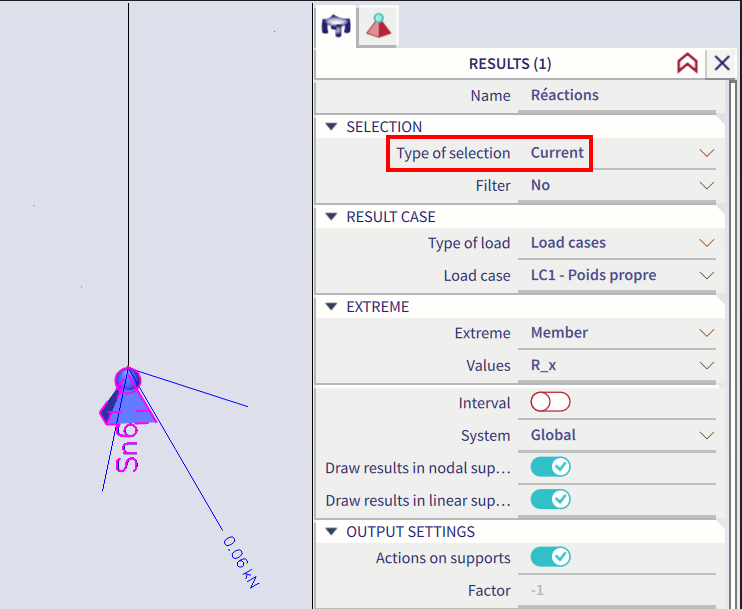 RESULTS (1)
Name Réactions
SELECTION
Type of selection Current
Filter No
RESULT CASE
Type of load Load cases
Load case LC1 - Poids propre
EXTREME
Extreme Member
Values R_x
Interval
System Global
Draw results in nodal sup...
Draw results in linear sup...
OUTPUT SETTINGS
Actions on supports
Factor -1
Sn6
0.06 kN